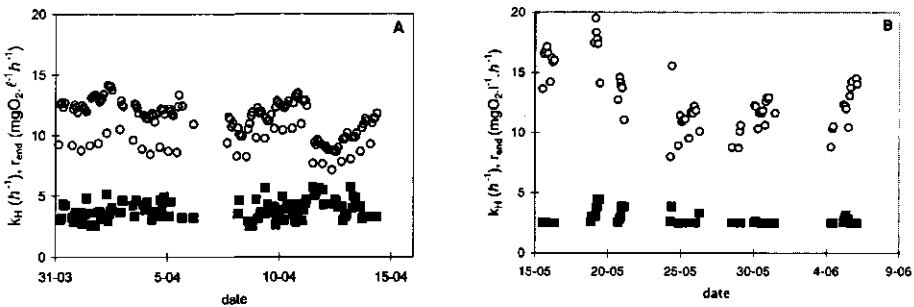 A
20
15
10
5
0
k_H (h⁻¹), r_end (mgO₂. ℓ⁻¹ h⁻¹)
31-03 5-04 10-04 15-04
date
B
20
15
10
5
0
k_H (h⁻¹), r_end (mgO₂.l⁻¹.h⁻¹)
15-05 20-05 25-05 30-05 4-06 9-06
date